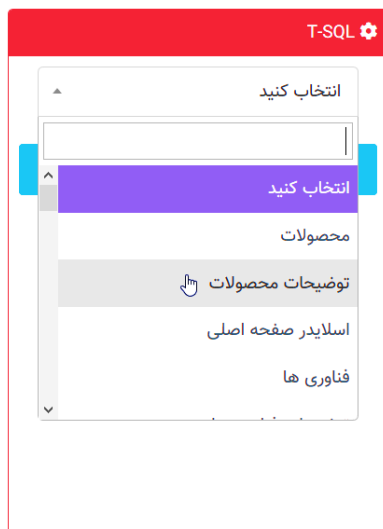 T-SQL
انتخاب کنید
انتخاب کنید
محصولات
توضیحات محصولات
اسلایدر صفحه اصلی
فناوری ها